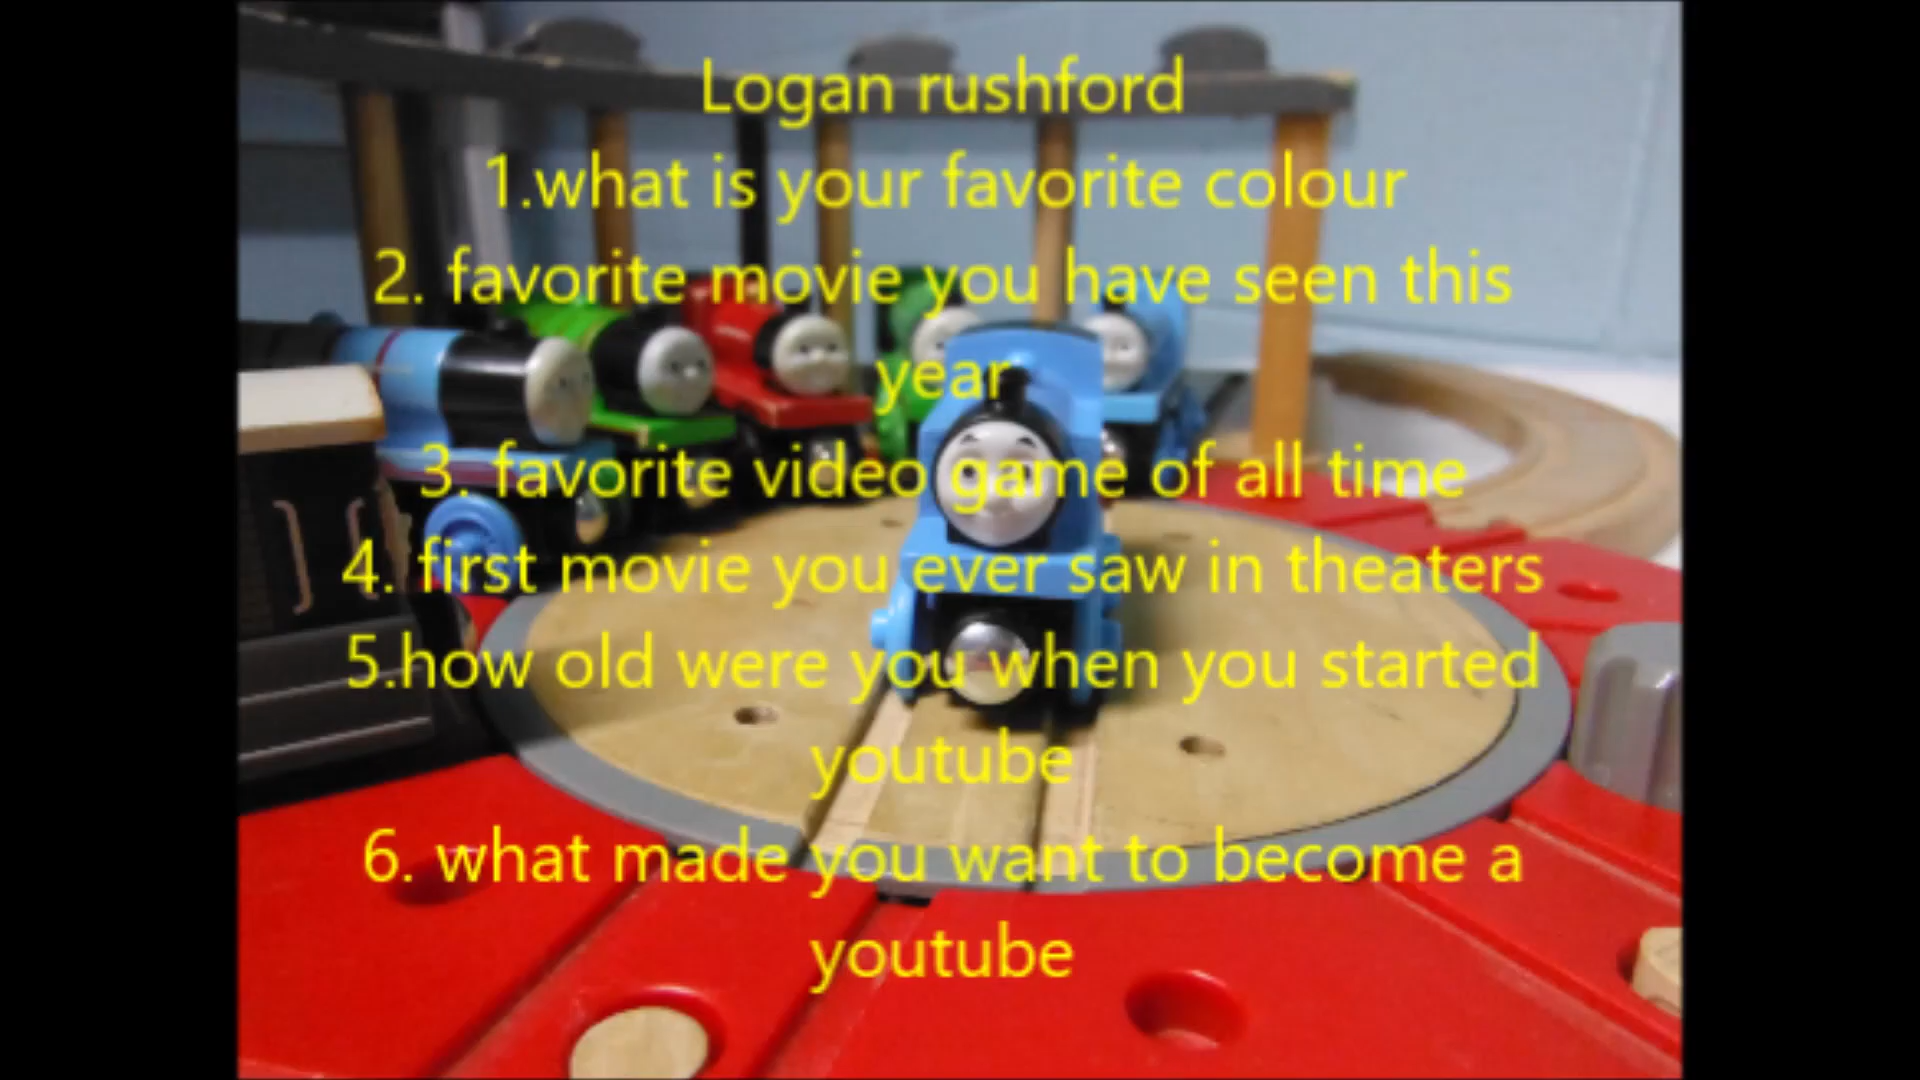 Logan rushford
1.what is your favorite colour
2. favorite movie you have seen this
year
3. favorite video game of all time
4. first movie you ever saw in theaters
5.how old were you when you started
youtube
6. what made you want to become a
youtube